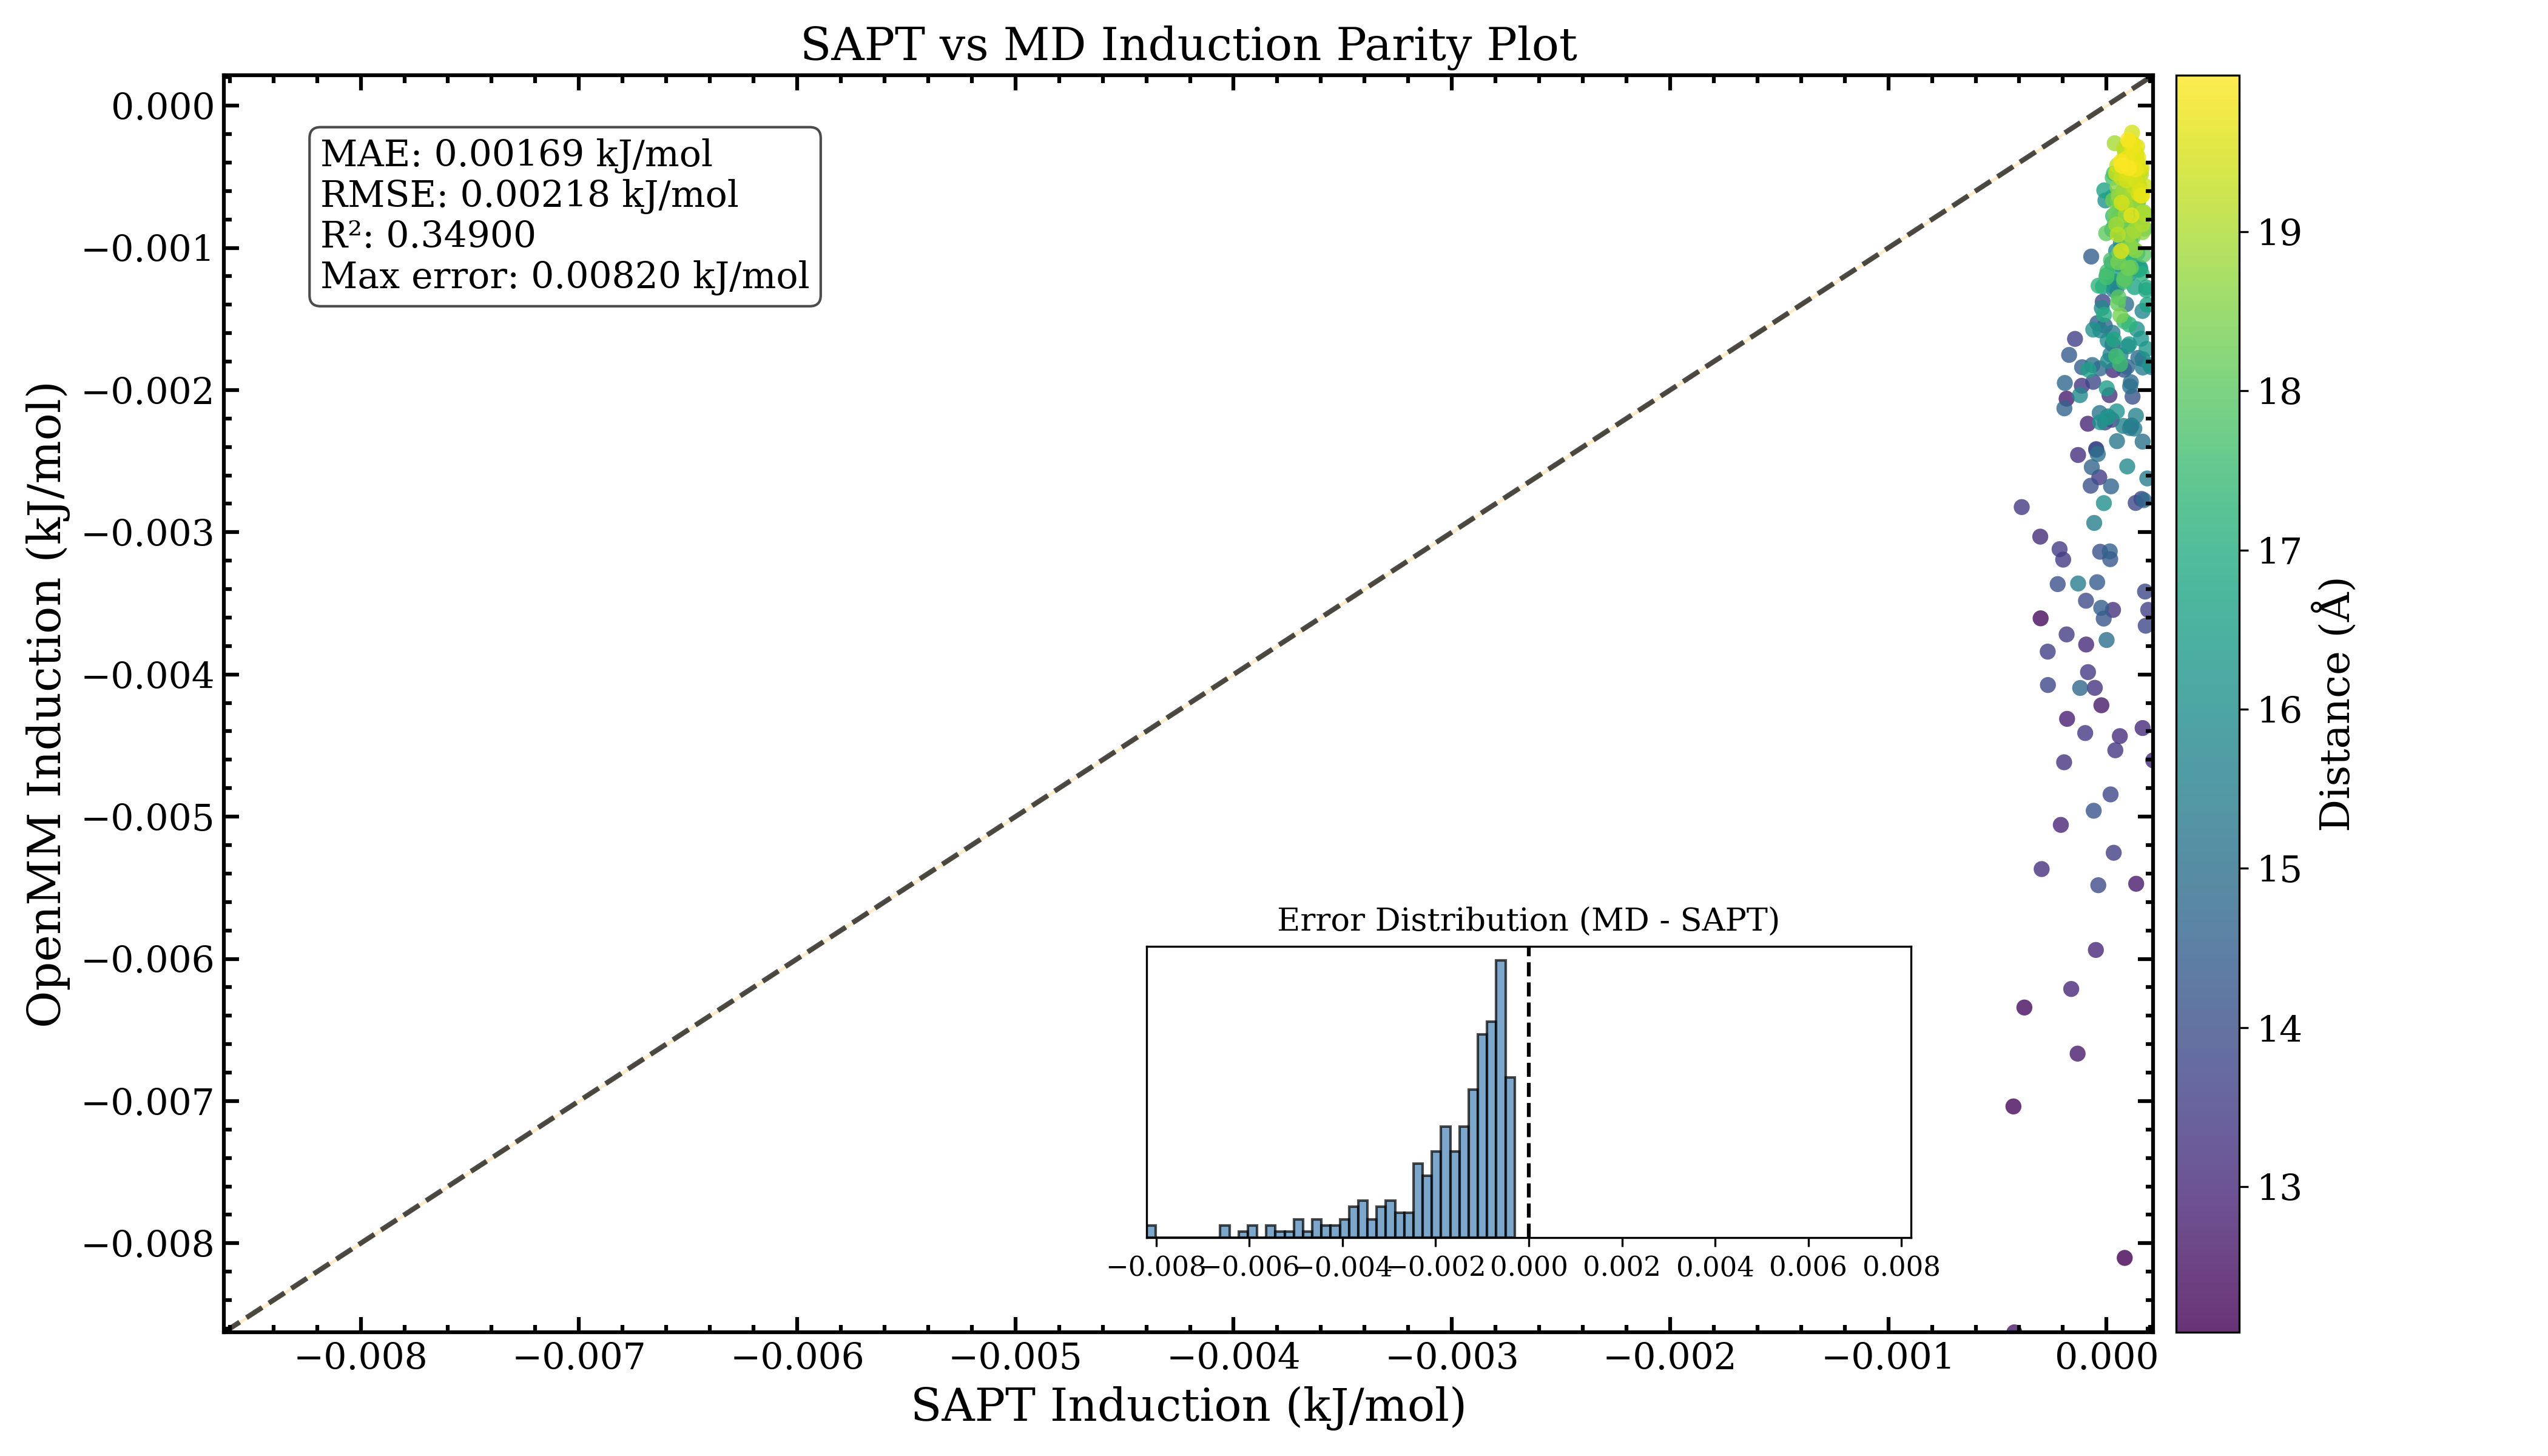 SAPT vs MD Induction Parity Plot
MAE: 0.00169 kJ/mol
RMSE: 0.00218 kJ/mol
R²: 0.34900
Max error: 0.00820 kJ/mol
OpenMM Induction (kJ/mol)
0.000
−0.001
−0.002
−0.003
−0.004
−0.005
−0.006
−0.007
−0.008
Error Distribution (MD - SAPT)
−0.008 −0.006 −0.004 −0.002 0.000 0.002 0.004 0.006 0.008
−0.008 −0.007 −0.006 −0.005 −0.004 −0.003 −0.002 −0.001 0.000
SAPT Induction (kJ/mol)
19
18
17
16
15
14
13
Distance (Å)